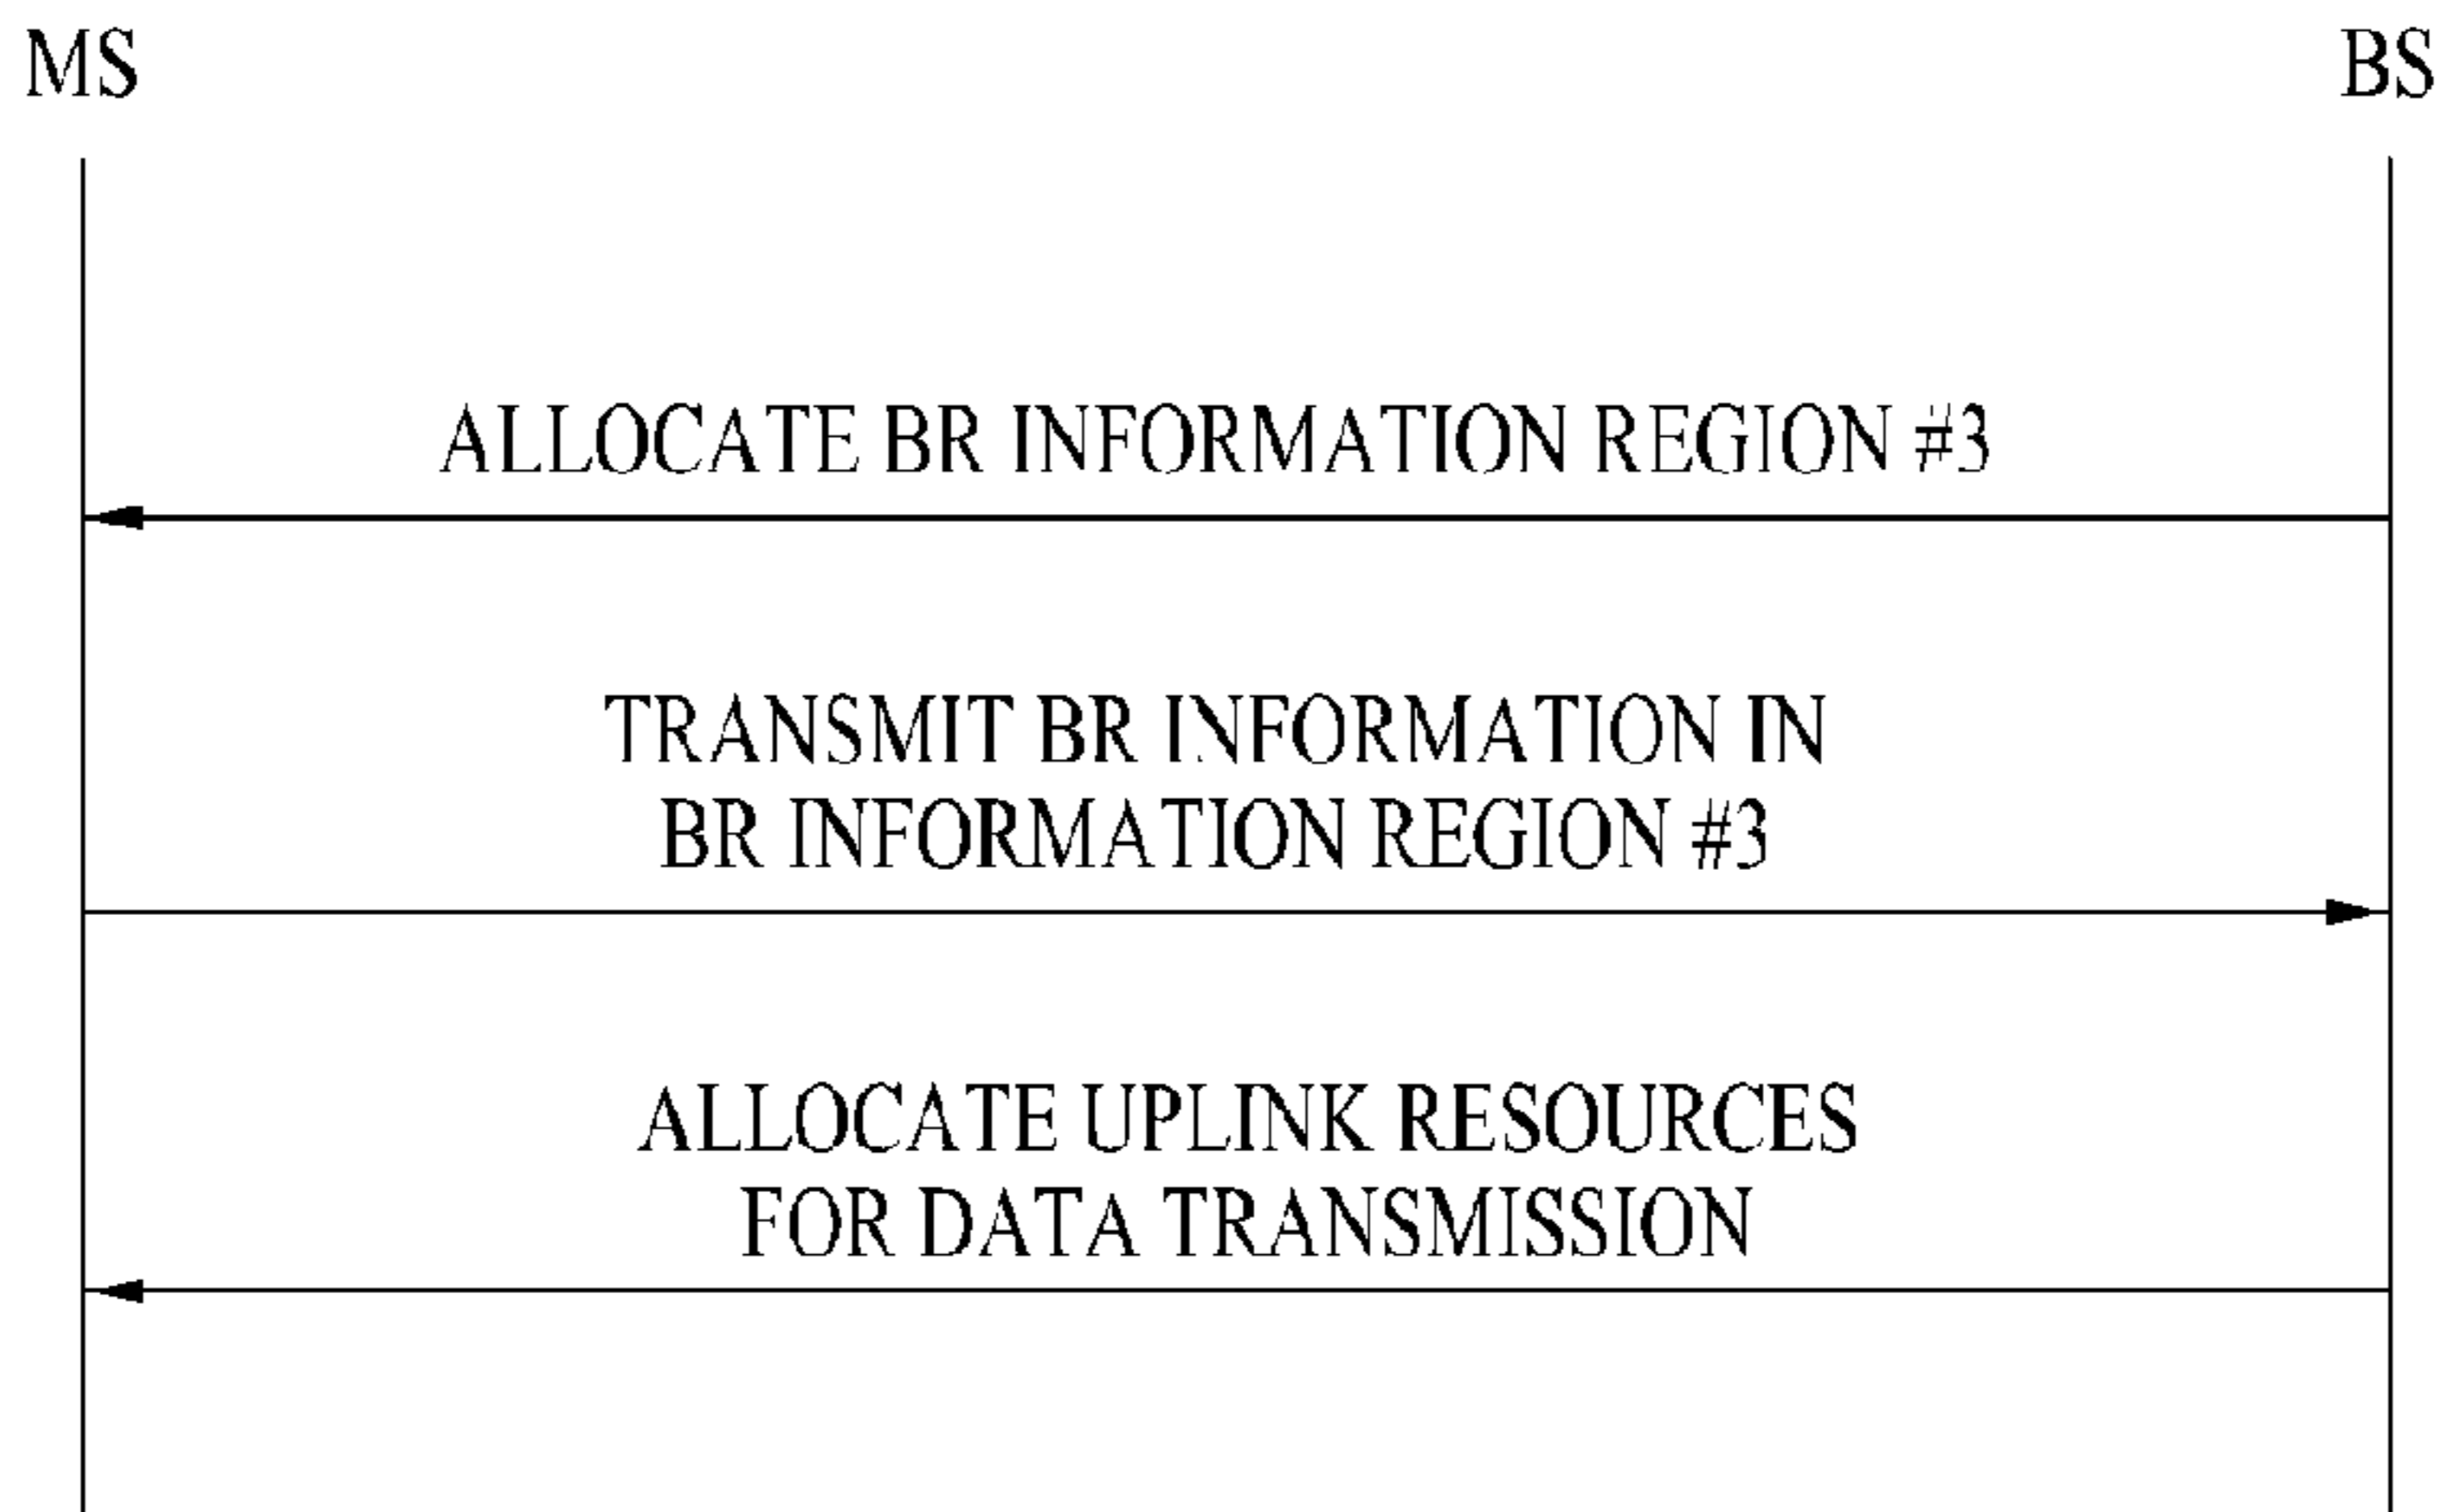 MS
BS
ALLOCATE BR INFORMATION REGION #3
TRANSMIT BR INFORMATION IN
BR INFORMATION REGION #3
ALLOCATE UPLINK RESOURCES
FOR DATA TRANSMISSION